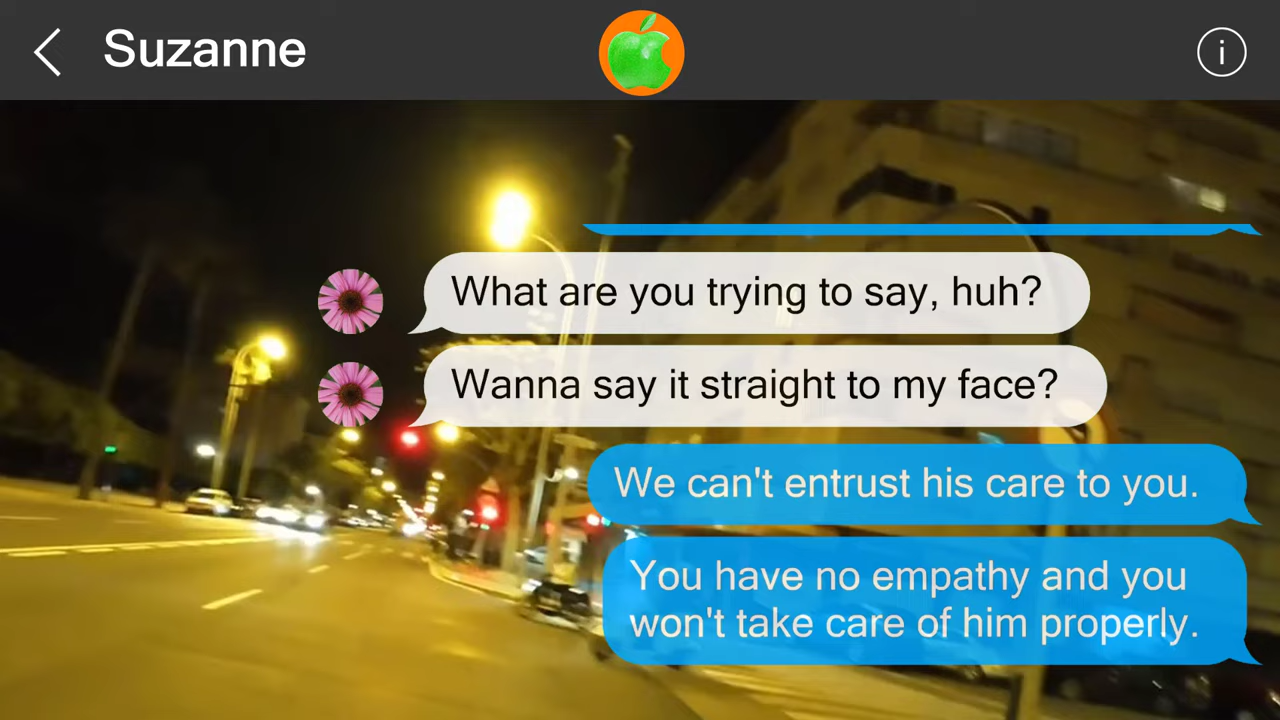 Suzanne
i
What are you trying to say, huh?
Wanna say it straight to my face?
We can't entrust his care to you.
You have no empathy and you
won't take care of him properly.